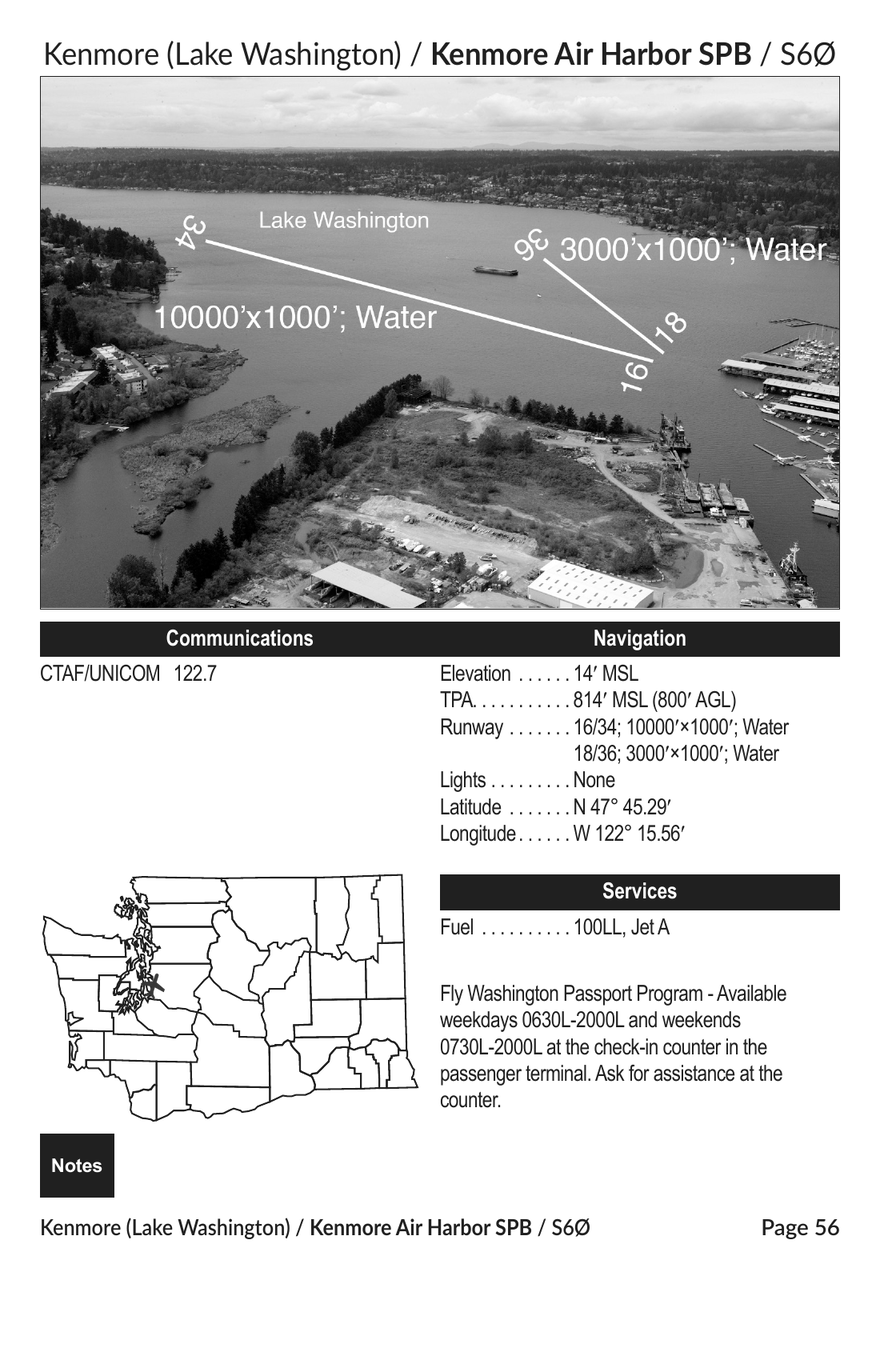 Kenmore (Lake Washington) / Kenmore Air Harbor SPB / S6Ø
34
Lake Washington
36
3000’x1000’; Water
10000’x1000’; Water
18
16
Communications
CTAF/UNICOM 122.7
Navigation
Elevation . . . . . . 14′ MSL
TPA. . . . . . . . . . . 814′ MSL (800′ AGL)
Runway . . . . . . . 16/34; 10000′×1000′; Water
18/36; 3000′×1000′; Water
Lights . . . . . . . . . None
Latitude . . . . . . . N 47° 45.29′
Longitude . . . . . . W 122° 15.56′
Services
Fuel . . . . . . . . . . 100LL, Jet A
Fly Washington Passport Program - Available
weekdays 0630L-2000L and weekends
0730L-2000L at the check-in counter in the
passenger terminal. Ask for assistance at the
counter.
Notes
Kenmore (Lake Washington) / Kenmore Air Harbor SPB / S6Ø Page 56